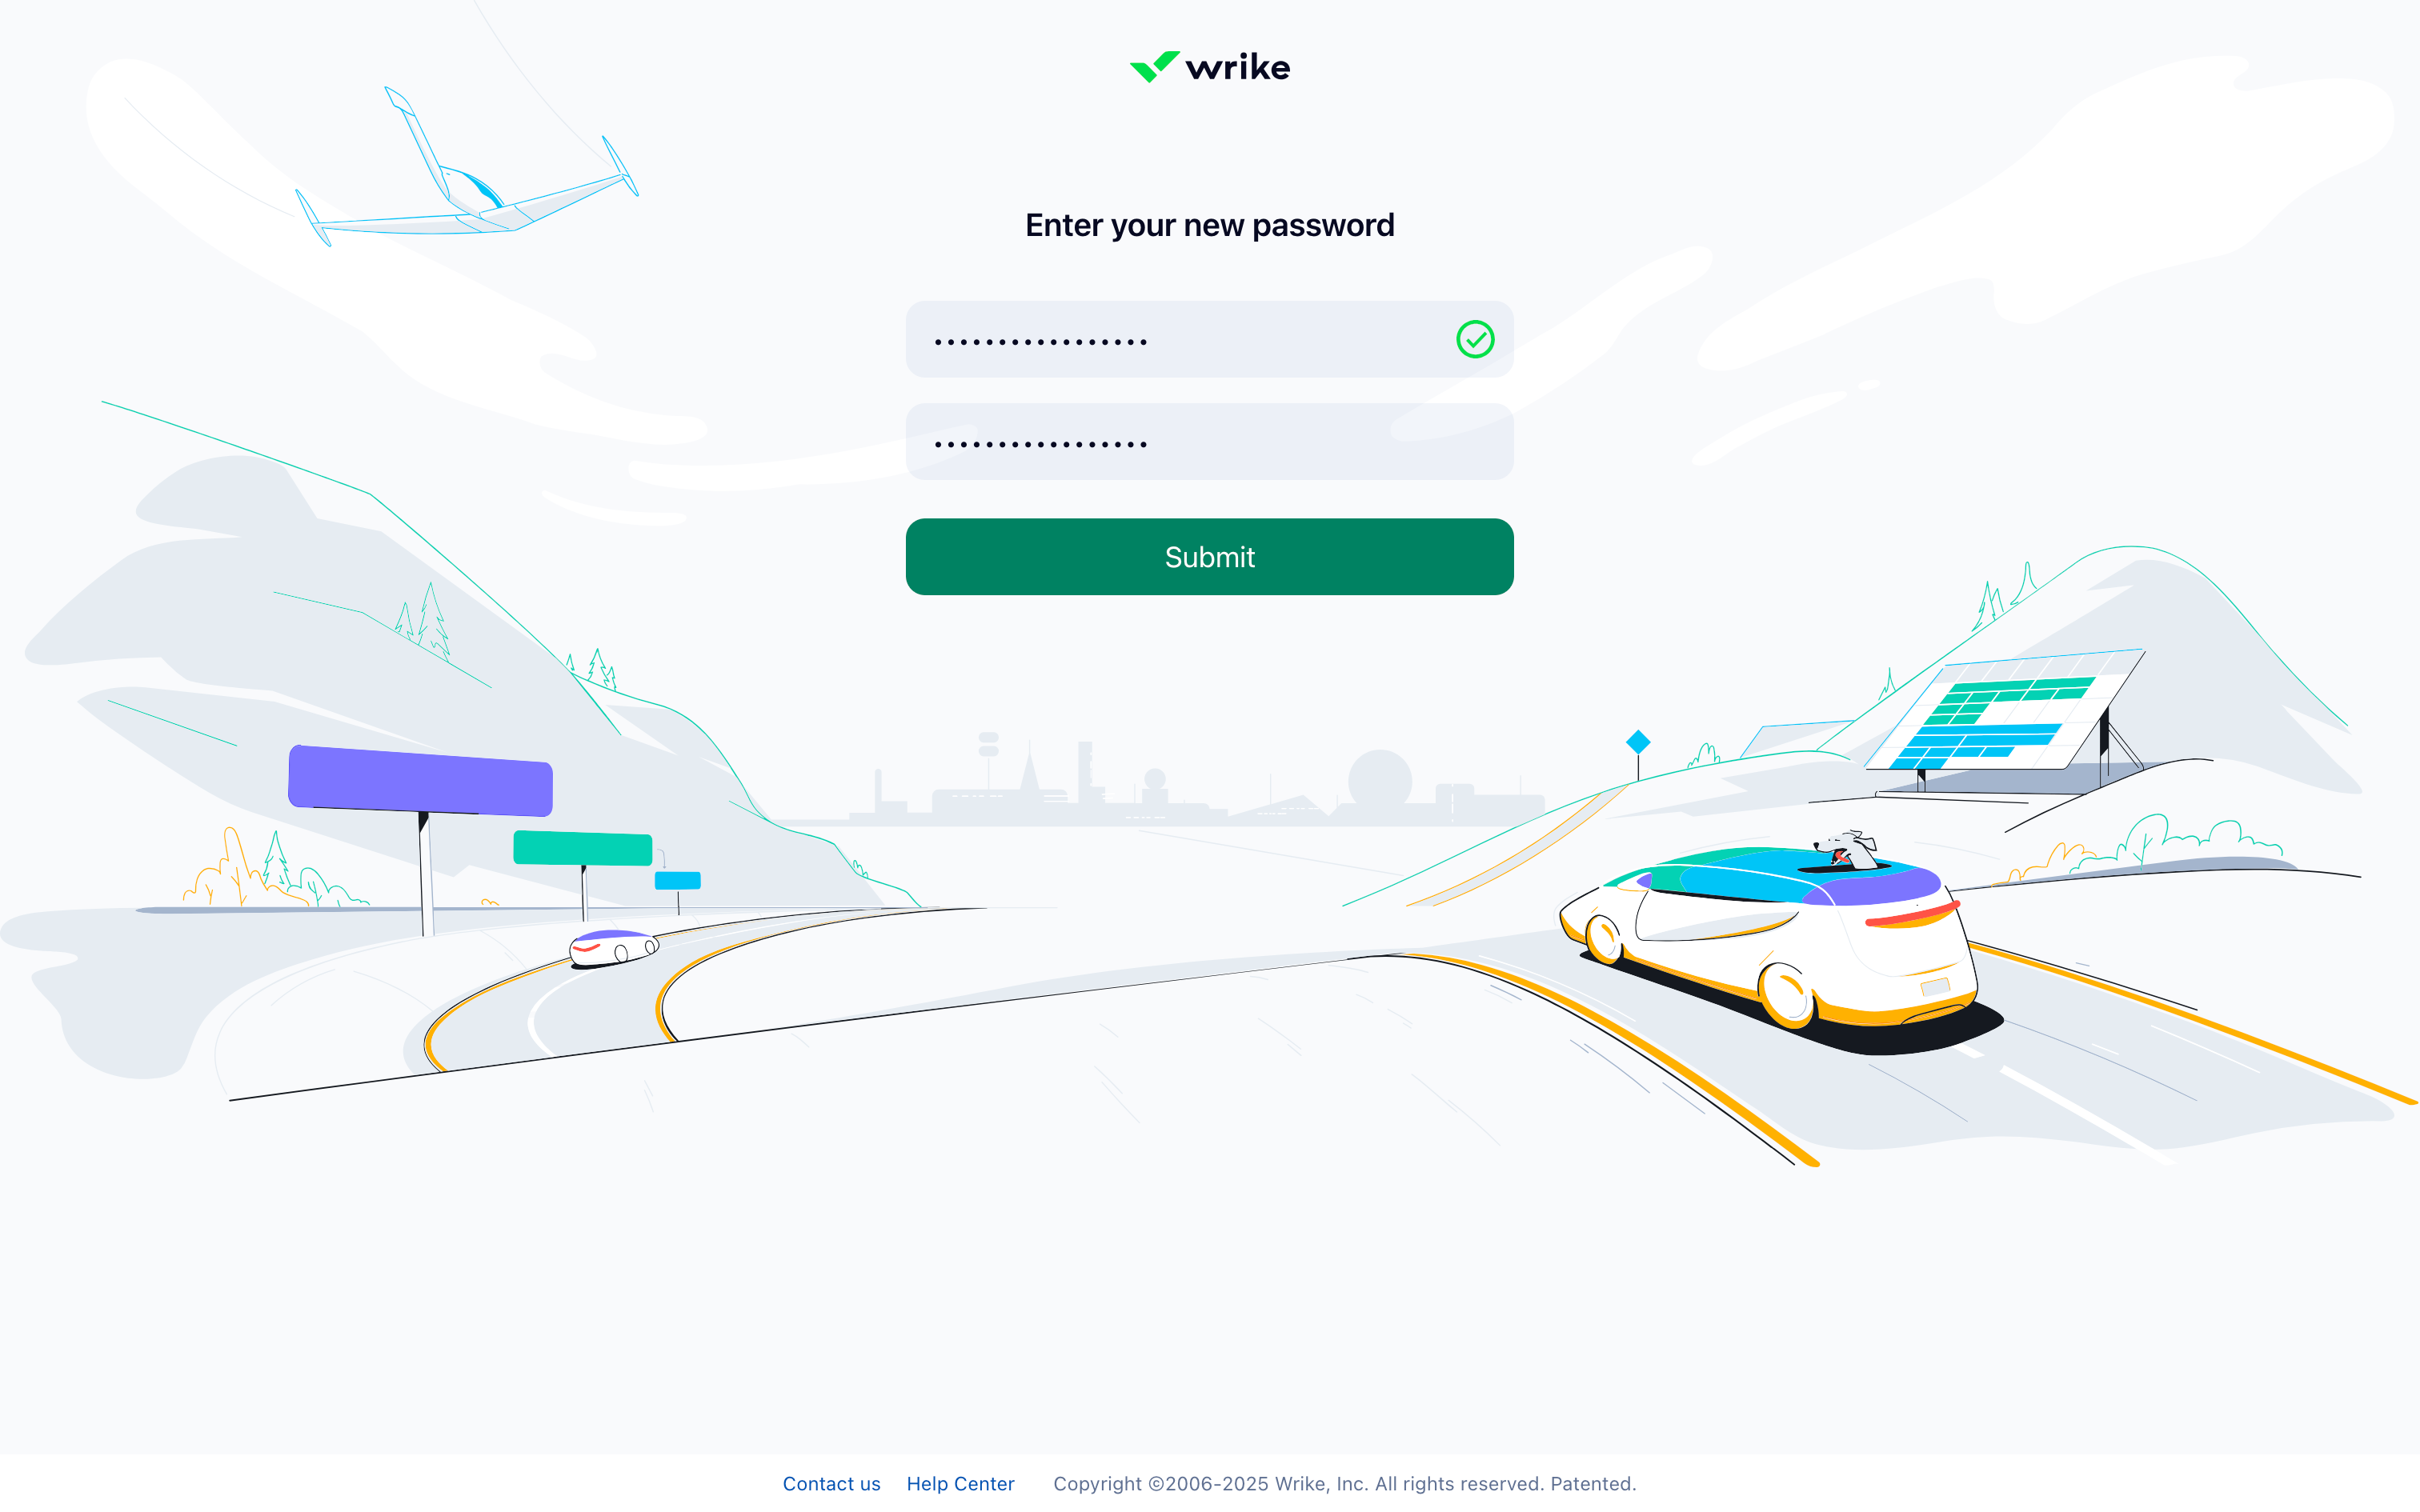 wrike
Enter your new password
•••••••••••••••••
•••••••••••••••••
Submit
Contact us Help Center Copyright ©2006-2025 Wrike, Inc. All rights reserved. Patented.